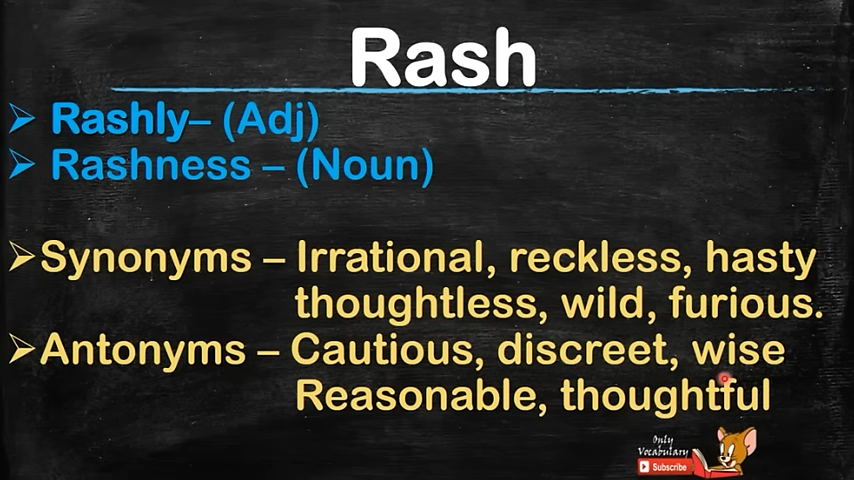 Rash
➢ Rashly– (Adj)
➢ Rashness – (Noun)
➢Synonyms – Irrational, reckless, hasty
thoughtless, wild, furious.
➢Antonyms – Cautious, discreet, wise
Reasonable, thoughtful
Only
Vocabulary
Subscribe